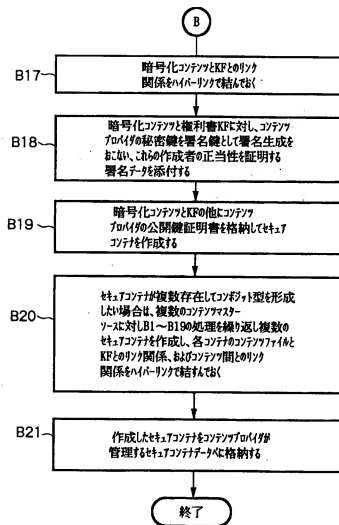 B
B17
暗号化コンテンツとKFとのリンク
関係をハイパーリンクで結んでおく
B18
暗号化コンテンツと権利書KFに対し、コンテンツ
プロバイダの秘密鍵を署名鍵として署名生成を
おこない、これらの作成者の正当性を証明する
署名データを添付する
B19
暗号化コンテンツとKFの他にコンテンツ
プロバイダの公開鍵証明書を格納してセキュア
コンテナを作成する
B20
セキュアコンテナが複数存在してコンポジット型を形成
したい場合は、複数のコンテンツマスター
ソースに対しB1～B19の処理を繰り返し複数の
セキュアコンテナを作成し、各コンテナのコンテンツファイルと
KFとのリンク関係、およびコンテンツ間とのリンク
関係をハイパーリンクで結すんでおく
B21
作成したセキュアコンテナをコンテンツプロバイダが
管理するセキュアコンテナデータベに格納する
終了